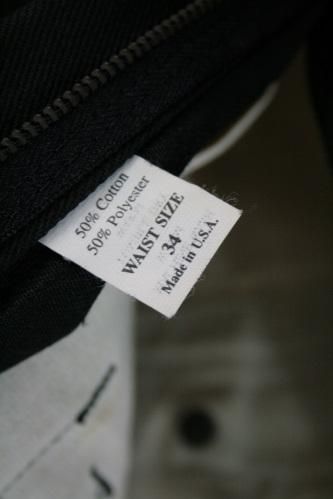 50% Cotton
50% Polyester
WAIST SIZE
34
Made in U.S.A.